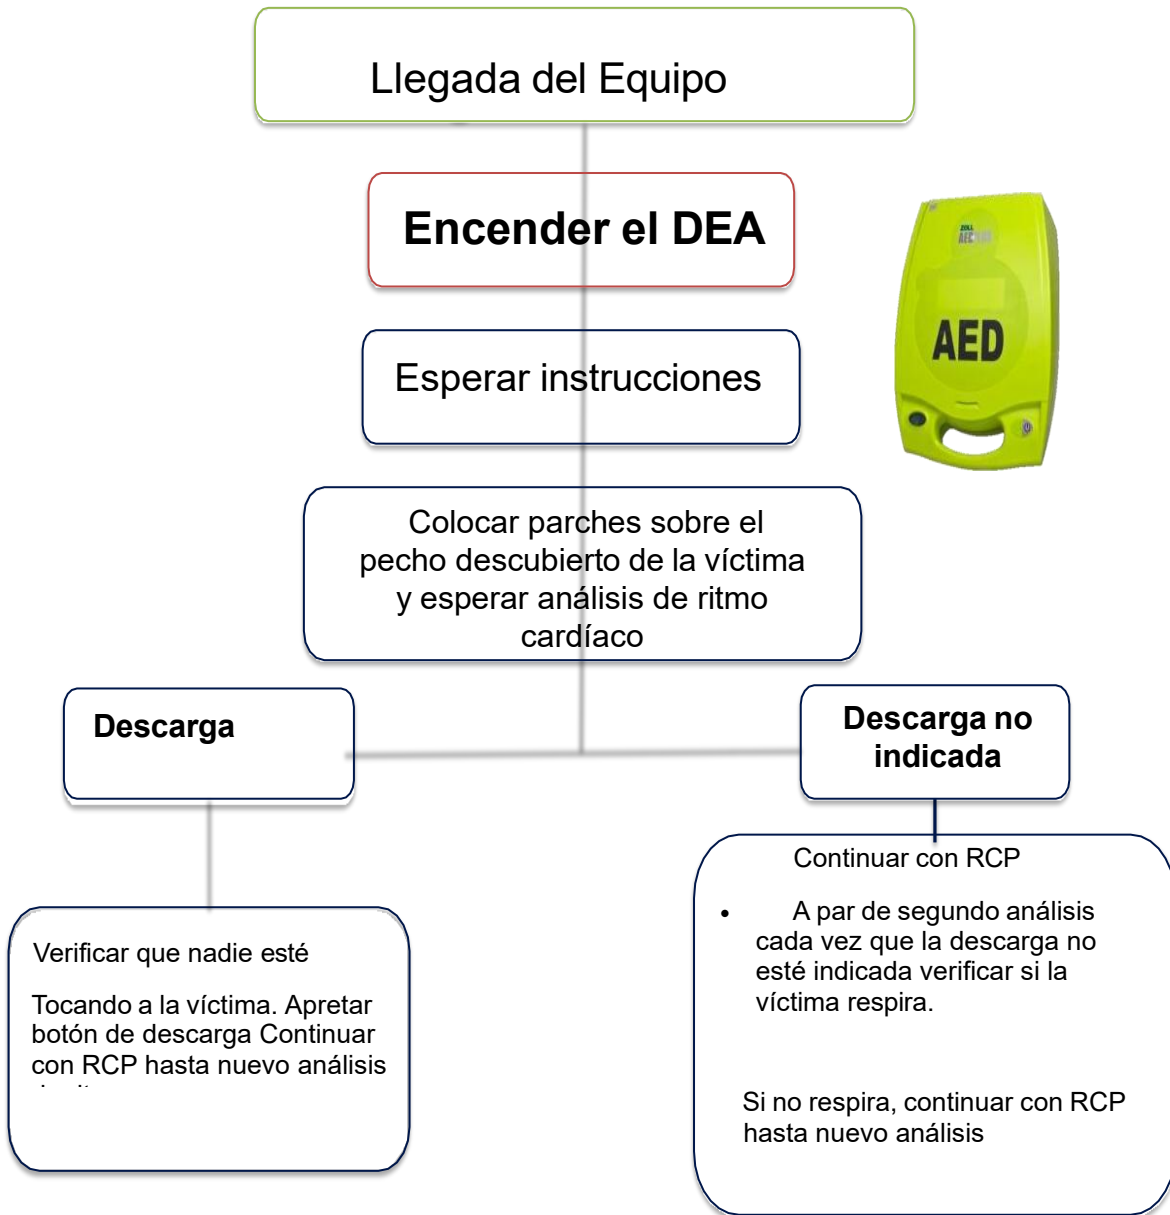 Llegada del Equipo
Encender el DEA
ZOLL
AED
Esperar instrucciones
Colocar parches sobre el
pecho descubierto de la víctima
y esperar análisis de ritmo
cardíaco
Descarga
Descarga no
indicada
Verificar que nadie esté
Tocando a la víctima. Apretar
botón de descarga Continuar
con RCP hasta nuevo análisis
Continuar con RCP
• A par de segundo análisis
cada vez que la descarga no
esté indicada verificar si la
víctima respira.
Si no respira, continuar con RCP
hasta nuevo análisis